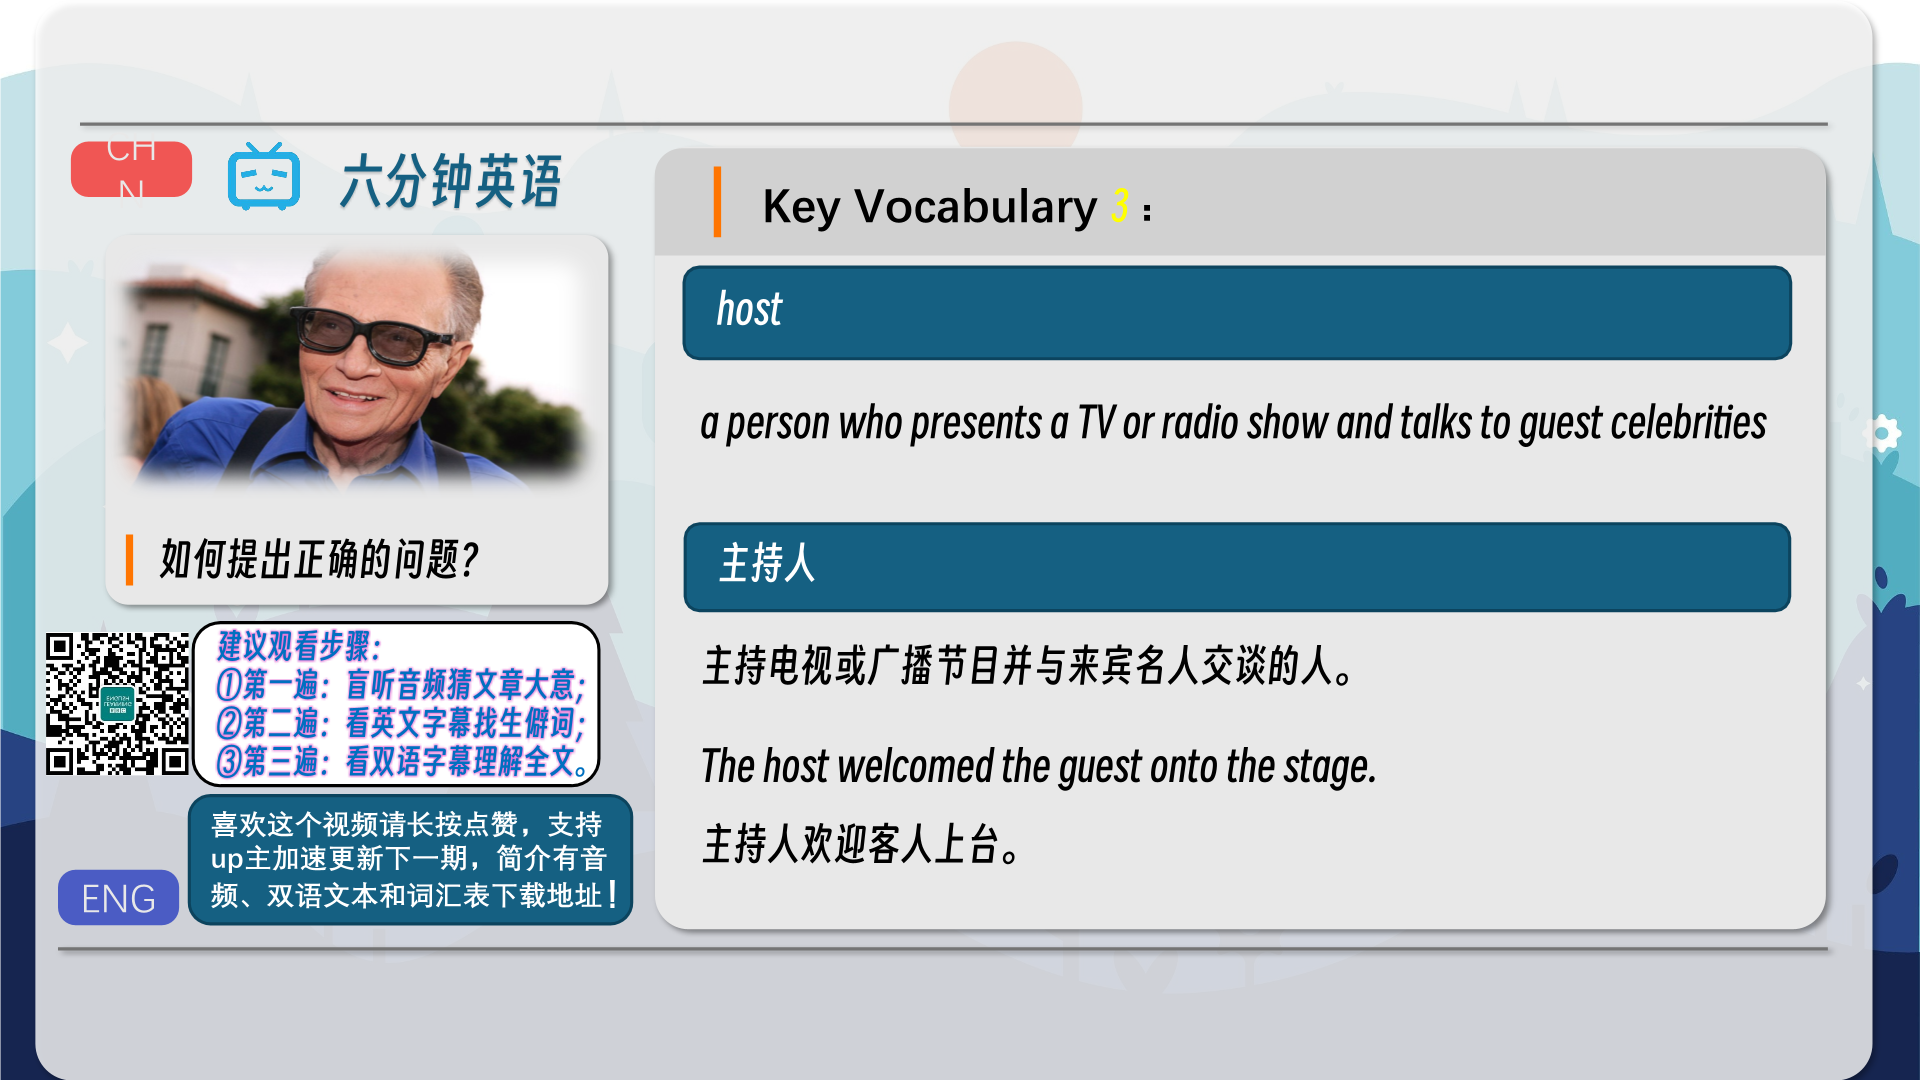 CHN
六分钟英语
如何提出正确的问题?
建议观看步骤:
①第一遍:盲听音频猜文章大意;
②第二遍:看英文字幕找生僻词;
③第三遍:看双语字幕理解全文。
喜欢这个视频请长按点赞，支持
up主加速更新下一期，简介有音
频、双语文本和词汇表下载地址！
ENG
Key Vocabulary 3：
host
a person who presents a TV or radio show and talks to guest celebrities
主持人
主持电视或广播节目并与来宾名人交谈的人。
The host welcomed the guest onto the stage.
主持人欢迎客人上台。